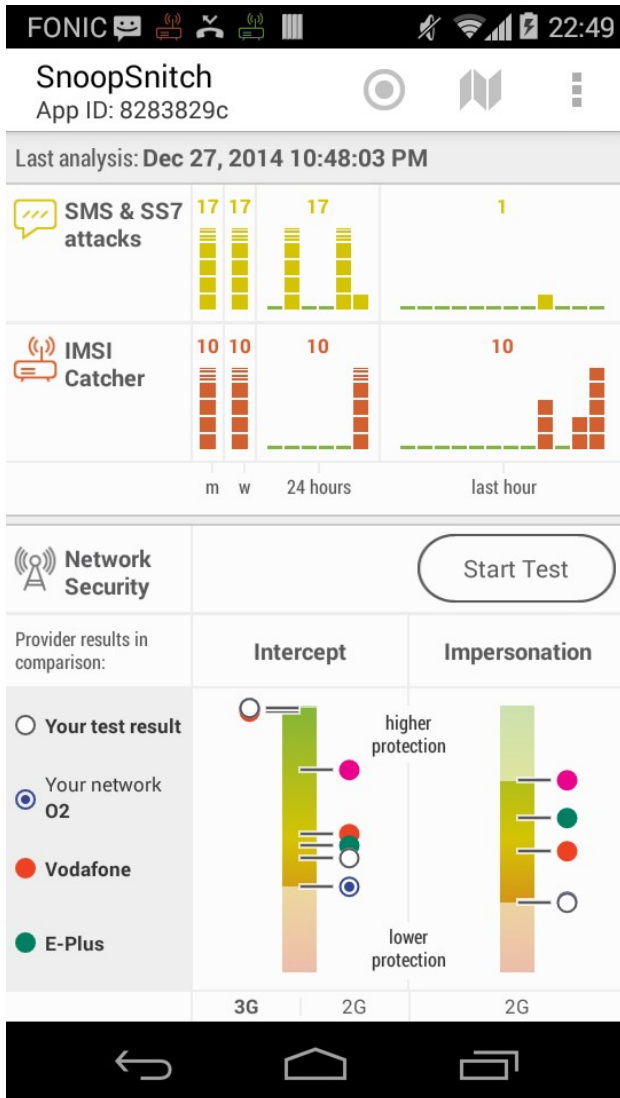 FONIC 22:49
SnoopSnitch
App ID: 8283829c
Last analysis: Dec 27, 2014 10:48:03 PM
SMS & SS7
attacks
17 17 17 1
IMSI
Catcher
10 10 10 10
m w 24 hours last hour
Network
Security
Start Test
Provider results in
comparison:
Intercept
Impersonation
Your test result
Your network
O2
Vodafone
E-Plus
higher
protection
lower
protection
3G 2G 2G